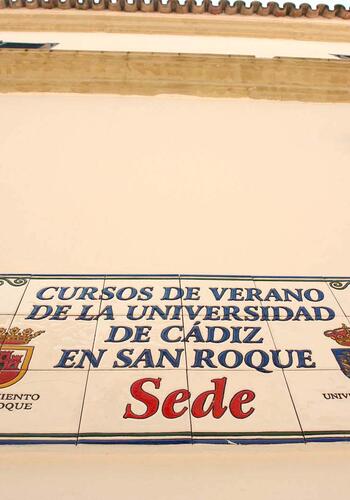 CURSOS DE VERANO
DE LA UNIVERSIDAD
DE CÁDIZ
EN SAN ROQUE
Sede